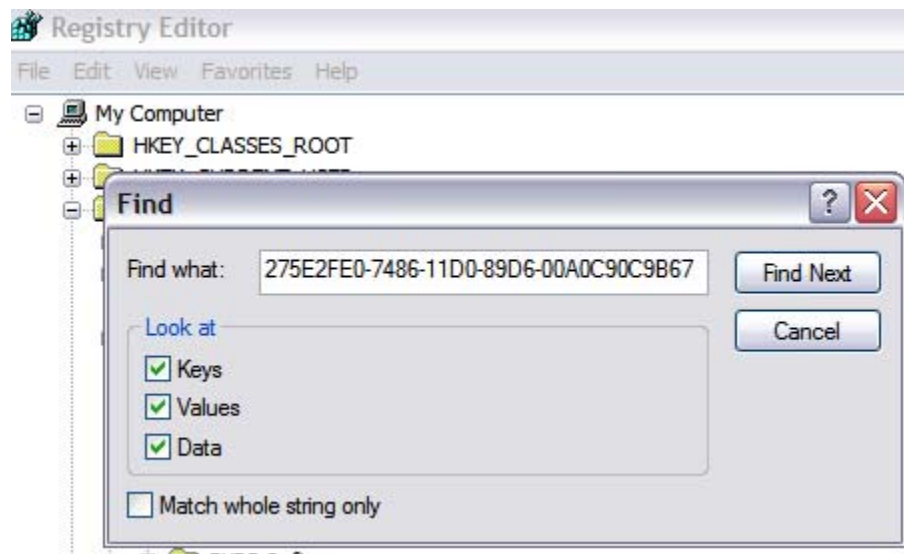 Registry Editor
File Edit View Favorites Help
My Computer
HKEY_CLASSES_ROOT
Find
Find what: 275E2FE0-7486-11D0-89D6-00A0C90C9B67 Find Next
Look at Cancel
Keys
Values
Data
Match whole string only